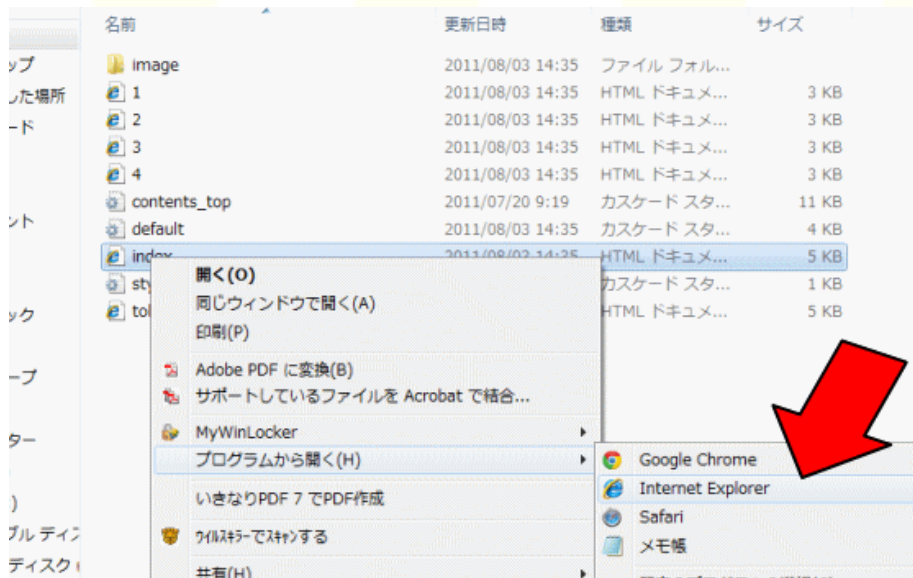 名前 更新日時 種類 サイズ
ップ
image 2011/08/03 14:35 ファイル フォル...
した場所
1 2011/08/03 14:35 HTML ドキュメ... 3 KB
ード
2 2011/08/03 14:35 HTML ドキュメ... 3 KB
3 2011/08/03 14:35 HTML ドキュメ... 3 KB
4 2011/08/03 14:35 HTML ドキュメ... 3 KB
contents_top 2011/07/20 9:19 カスケード スタ... 11 KB
ント
default 2011/08/03 14:35 カスケード スタ... 4 KB
index 2011/08/03 14:35 HTML ドキュメ... 5 KB
sty カスケード スタ... 1 KB
ック
tol HTML ドキュメ... 5 KB
開く(O)
同じウィンドウで開く(A)
印刷(P)
ープ
Adobe PDF に変換(B)
サポートしているファイルを Acrobat で結合...
ター
MyWinLocker
プログラムから開く(H)
いきなりPDF 7 でPDF作成
)
ブル ディス
ウイルスキラーでスキャンする
ディスク (
共有(H)
Google Chrome
Internet Explorer
Safari
メモ帳